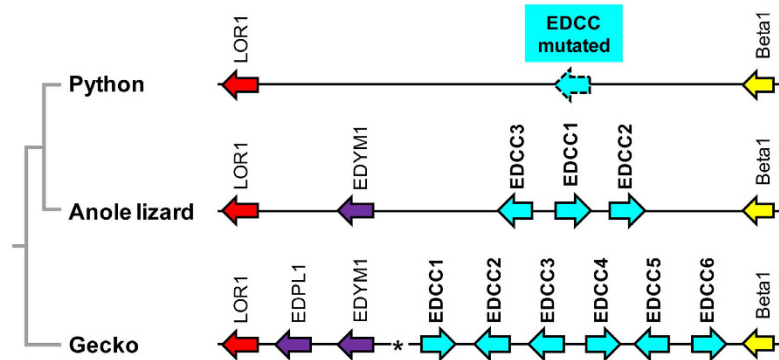 EDCC
mutated
LOR1
Beta1
Python
LOR1
EDYM1
EDCC3
EDCC1
EDCC2
Beta1
Anole lizard
LOR1
EDPL1
EDYM1
EDCC1
EDCC2
EDCC3
EDCC4
EDCC5
EDCC6
Beta1
Gecko
*